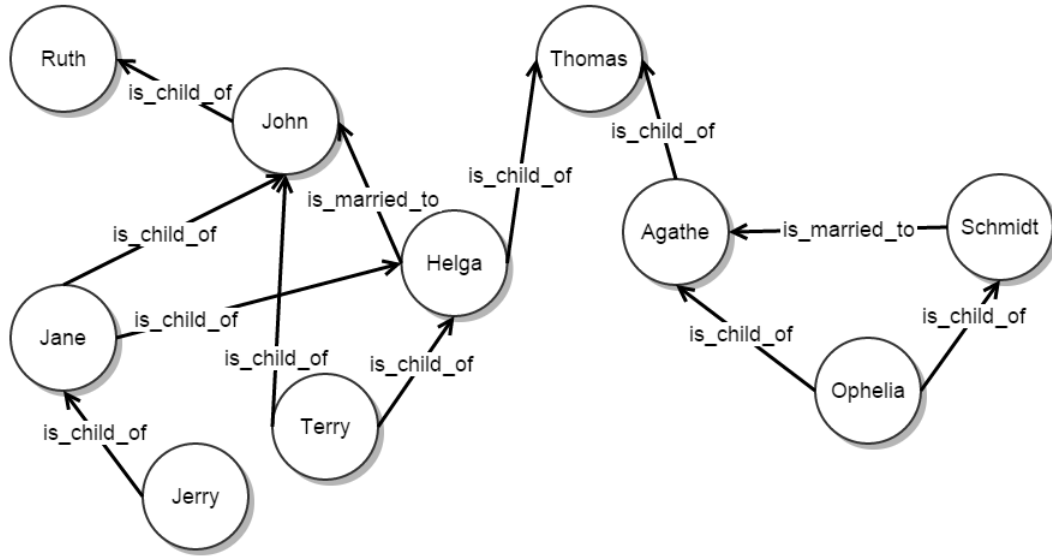 Ruth
Thomas
is_child_of
John
is_child_of
is_child_of
is_married_to
is_child_of
Agathe
is_married_to
Schmidt
Helga
is_child_of
is_child_of
Jane
is_child_of
is_child_of
is_child_of
is_child_of
Ophelia
Terry
is_child_of
Jerry